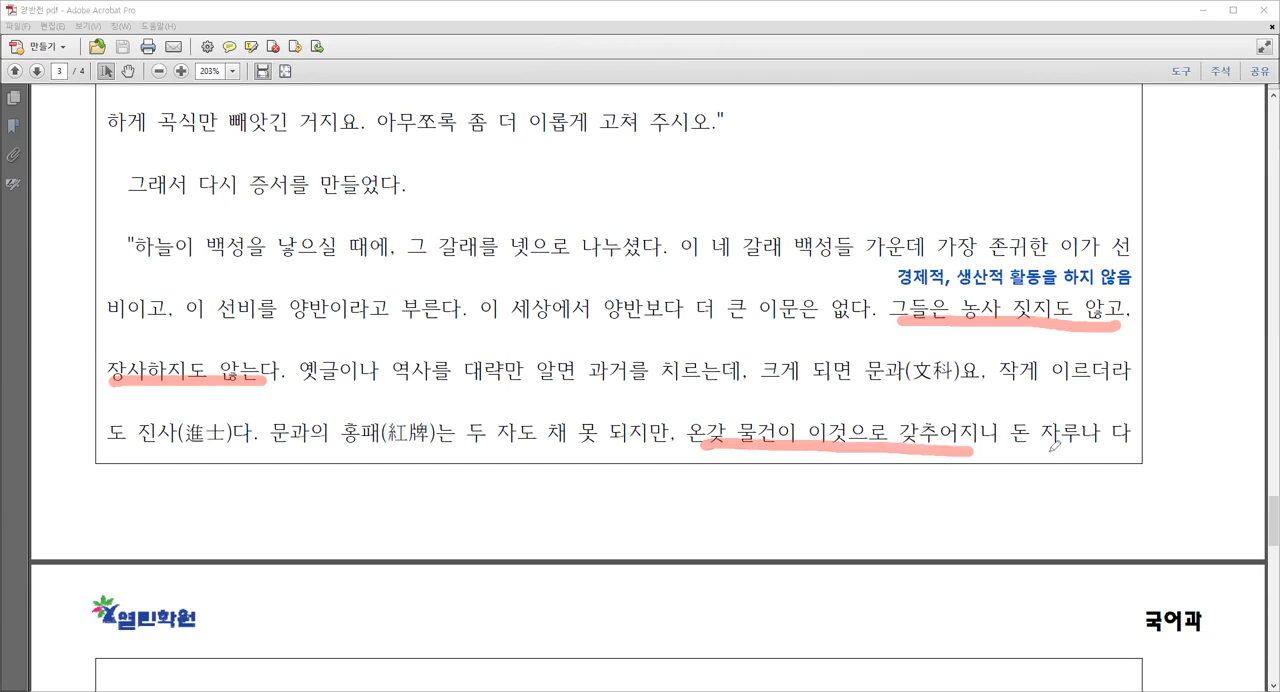 양반전.pdf - Adobe Acrobat Pro
파일(F) 편집(E) 보기(V) 창(W) 도움말(H)
만들기
3 / 4 203% 도구 주석 공유
하게 곡식만 빼앗긴 거지요. 아무쪼록 좀 더 이롭게 고쳐 주시오."
그래서 다시 증서를 만들었다.
"하늘이 백성을 낳으실 때에, 그 갈래를 넷으로 나누셨다. 이 네 갈래 백성들 가운데 가장 존귀한 이가 선
경제적, 생산적 활동을 하지 않음
비이고, 이 선비를 양반이라고 부른다. 이 세상에서 양반보다 더 큰 이문은 없다. 그들은 농사 짓지도 않고,
장사하지도 않는다. 옛글이나 역사를 대략만 알면 과거를 치르는데, 크게 되면 문과(文科)요, 작게 이르더라
도 진사(進士)다. 문과의 홍패(紅牌)는 두 자도 채 못 되지만, 온갖 물건이 이것으로 갖추어지니 돈 자루나 다
열린학원 국어과